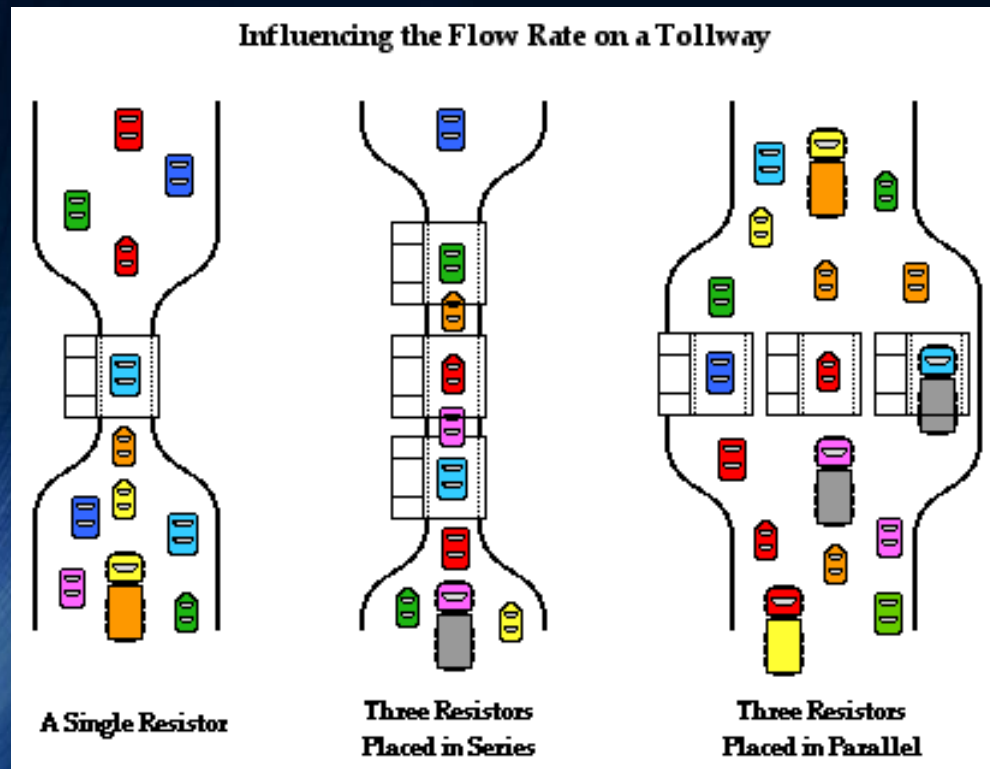 Influencing the Flow Rate on a Tollway
A Single Resistor
Three Resistors
Placed in Series
Three Resistors
Placed in Parallel